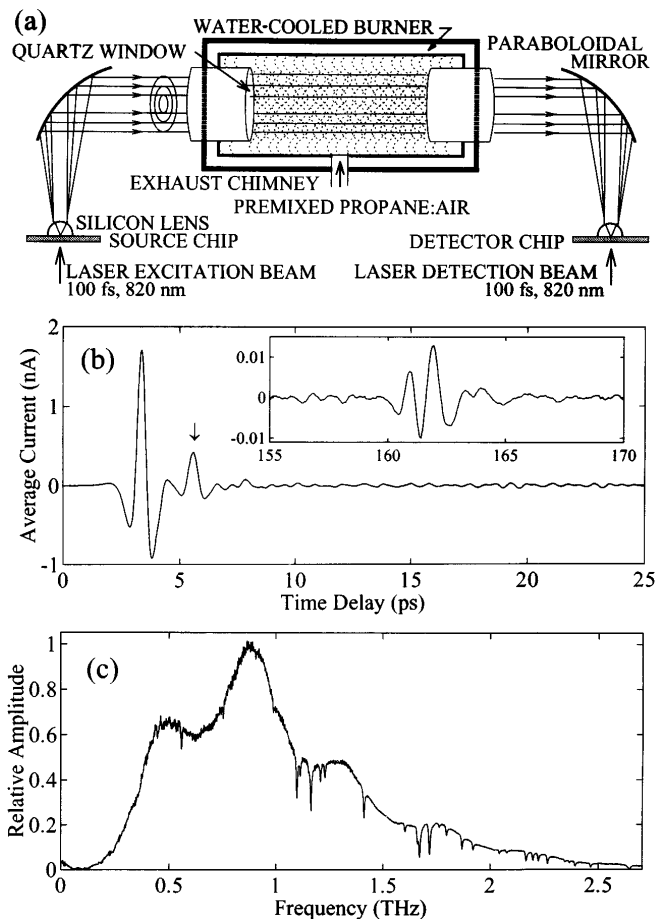 (a)
WATER-COOLED BURNER
QUARTZ WINDOW
PARABOLOIDAL
MIRROR
EXHAUST CHIMNEY
PREMIXED PROPANE:AIR
SILICON LENS
SOURCE CHIP
DETECTOR CHIP
LASER EXCITATION BEAM
100 fs, 820 nm
LASER DETECTION BEAM
100 fs, 820 nm
(b)
Average Current (nA)
2
1
0
-1
0.01
0
-0.01
155
160
165
170
0
5
10
15
20
25
Time Delay (ps)
(c)
Relative Amplitude
1
0.8
0.6
0.4
0.2
0
0
0.5
1
1.5
2
2.5
Frequency (THz)